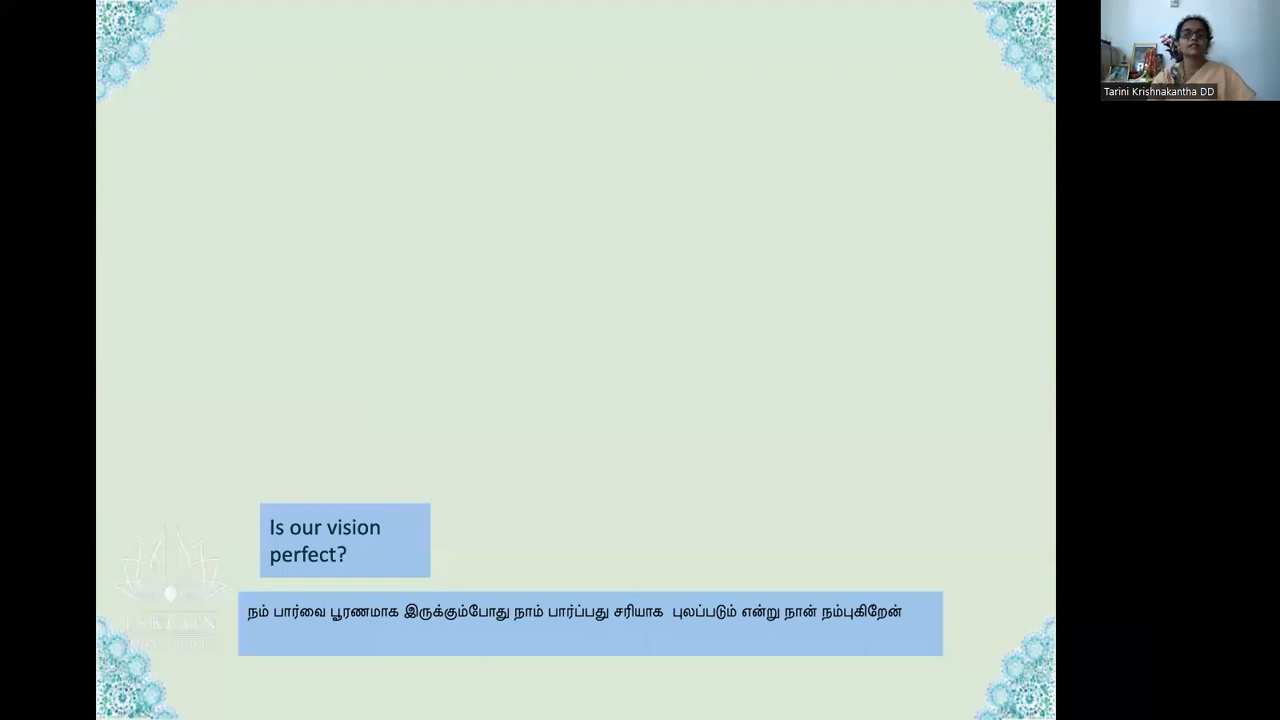 Tarini Krishnakantha DD
Is our vision
perfect?
நம் பார்வை பூரணமாக இருக்கும்போது நாம் பார்ப்பது சரியாக புலப்படும் என்று நான் நம்புகிறேன்